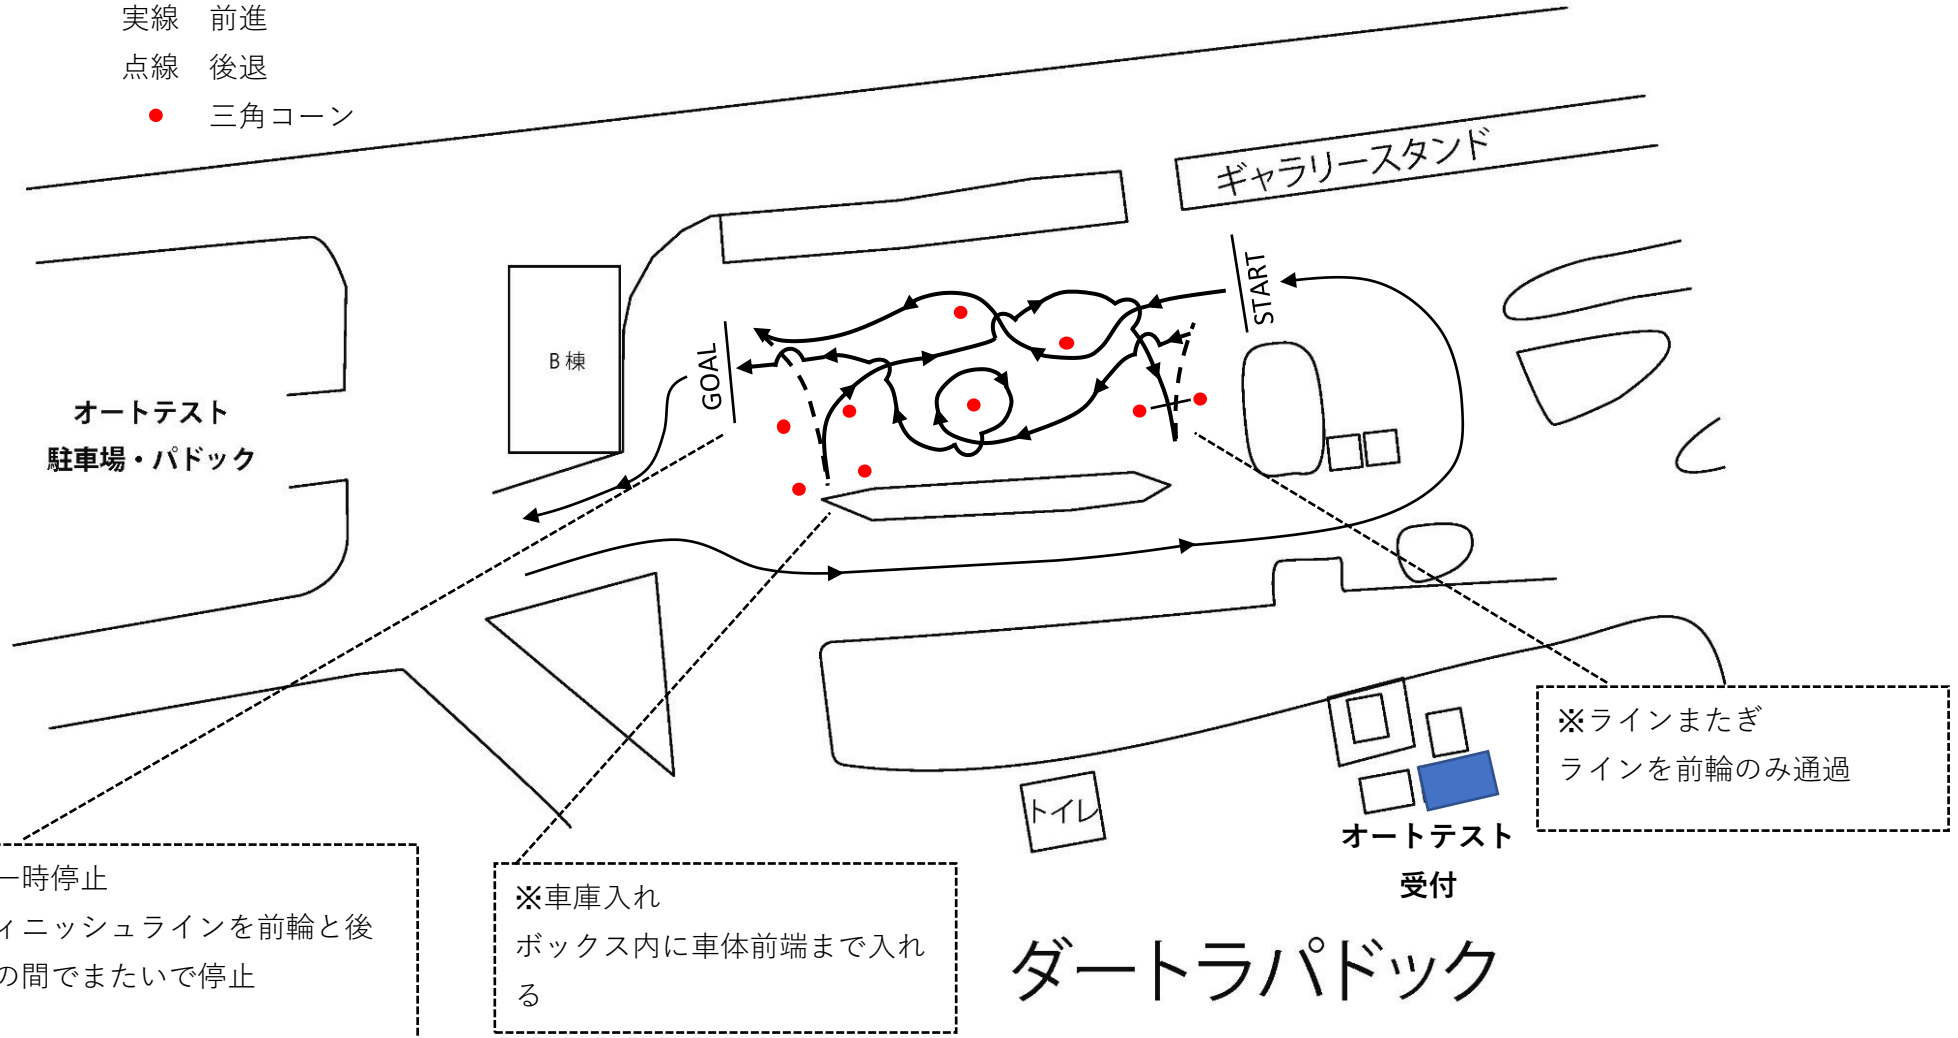 実線　前進
点線　後退
三角コーン
ギャラリースタンド
START
B棟
GOAL
オートテスト
駐車場・パドック
※ラインまたぎ
ラインを前輪のみ通過
トイレ
オートテスト
受付
一時停止
ィニッシュラインを前輪と後
の間でまたいで停止
※車庫入れ
ボックス内に車体前端まで入れ
る
ダートラパドック